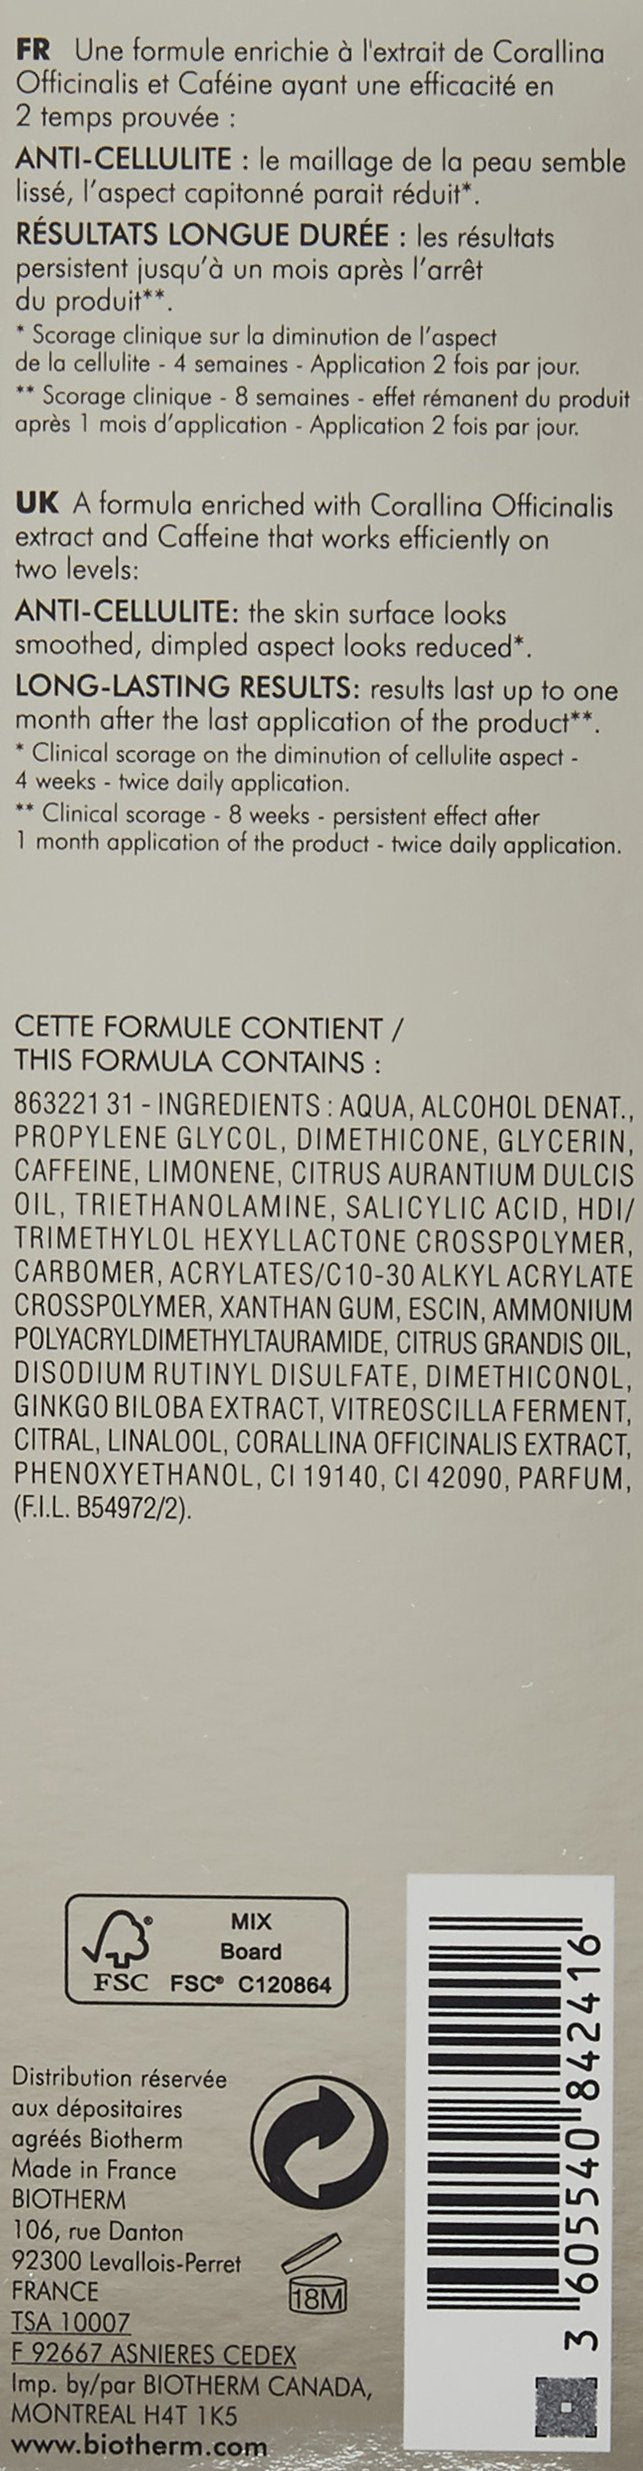 FR Une formule enrichie à l'extrait de Corallina
Officinalis et Caféine ayant une efficacité en
2 temps prouvée :
ANTI-CELLULITE : le maillage de la peau semble
lissé, l'aspect capitonné parait réduit*.
RÉSULTATS LONGUE DURÉE : les résultats
persistent jusqu'à un mois après l'arrêt
du produit**.
* Scorage clinique sur la diminution de l'aspect
de la cellulite - 4 semaines - Application 2 fois par jour.
** Scorage clinique - 8 semaines - effet rémanent du produit
après 1 mois d'application - Application 2 fois par jour.
UK A formula enriched with Corallina Officinalis
extract and Caffeine that works efficiently on
two levels:
ANTI-CELLULITE: the skin surface looks
smoothed, dimpled aspect looks reduced*.
LONG-LASTING RESULTS: results last up to one
month after the last application of the product**.
* Clinical scorage on the diminution of cellulite aspect -
4 weeks - twice daily application.
** Clinical scorage - 8 weeks - persistent effect after
1 month application of the product - twice daily application.
CETTE FORMULE CONTIENT /
THIS FORMULA CONTAINS :
863221 31 - INGREDIENTS : AQUA, ALCOHOL DENAT.,
PROPYLENE GLYCOL, DIMETHICONE, GLYCERIN,
CAFFEINE, LIMONENE, CITRUS AURANTIUM DULCIS
OIL, TRIETHANOLAMINE, SALICYLIC ACID, HDI/
TRIMETHYLOL HEXYLLACTONE CROSSPOLYMER,
CARBOMER, ACRYLATES/C10-30 ALKYL ACRYLATE
CROSSPOLYMER, XANTHAN GUM, ESCIN, AMMONIUM
POLYACRYLDIMETHYLTAURAMIDE, CITRUS GRANDIS OIL,
DISODIUM RUTINYL DISULFATE, DIMETHICONOL,
GINKGO BILOBA EXTRACT, VITREOSCILLA FERMENT,
CITRAL, LINALOOL, CORALLINA OFFICINALIS EXTRACT,
PHENOXYETHANOL, CI 19140, CI 42090, PARFUM,
(F.I.L. B54972/2).
MIX
Board
FSC FSC® C120864
Distribution réservée
aux dépositaires
agréés Biotherm
Made in France
BIOTHERM
106, rue Danton
92300 Levallois-Perret
FRANCE
TSA 10007
F 92667 ASNIERES CEDEX
Imp. by/par BIOTHERM CANADA,
MONTREAL H4T 1K5
www.biotherm.com
18M
3 605540 842416